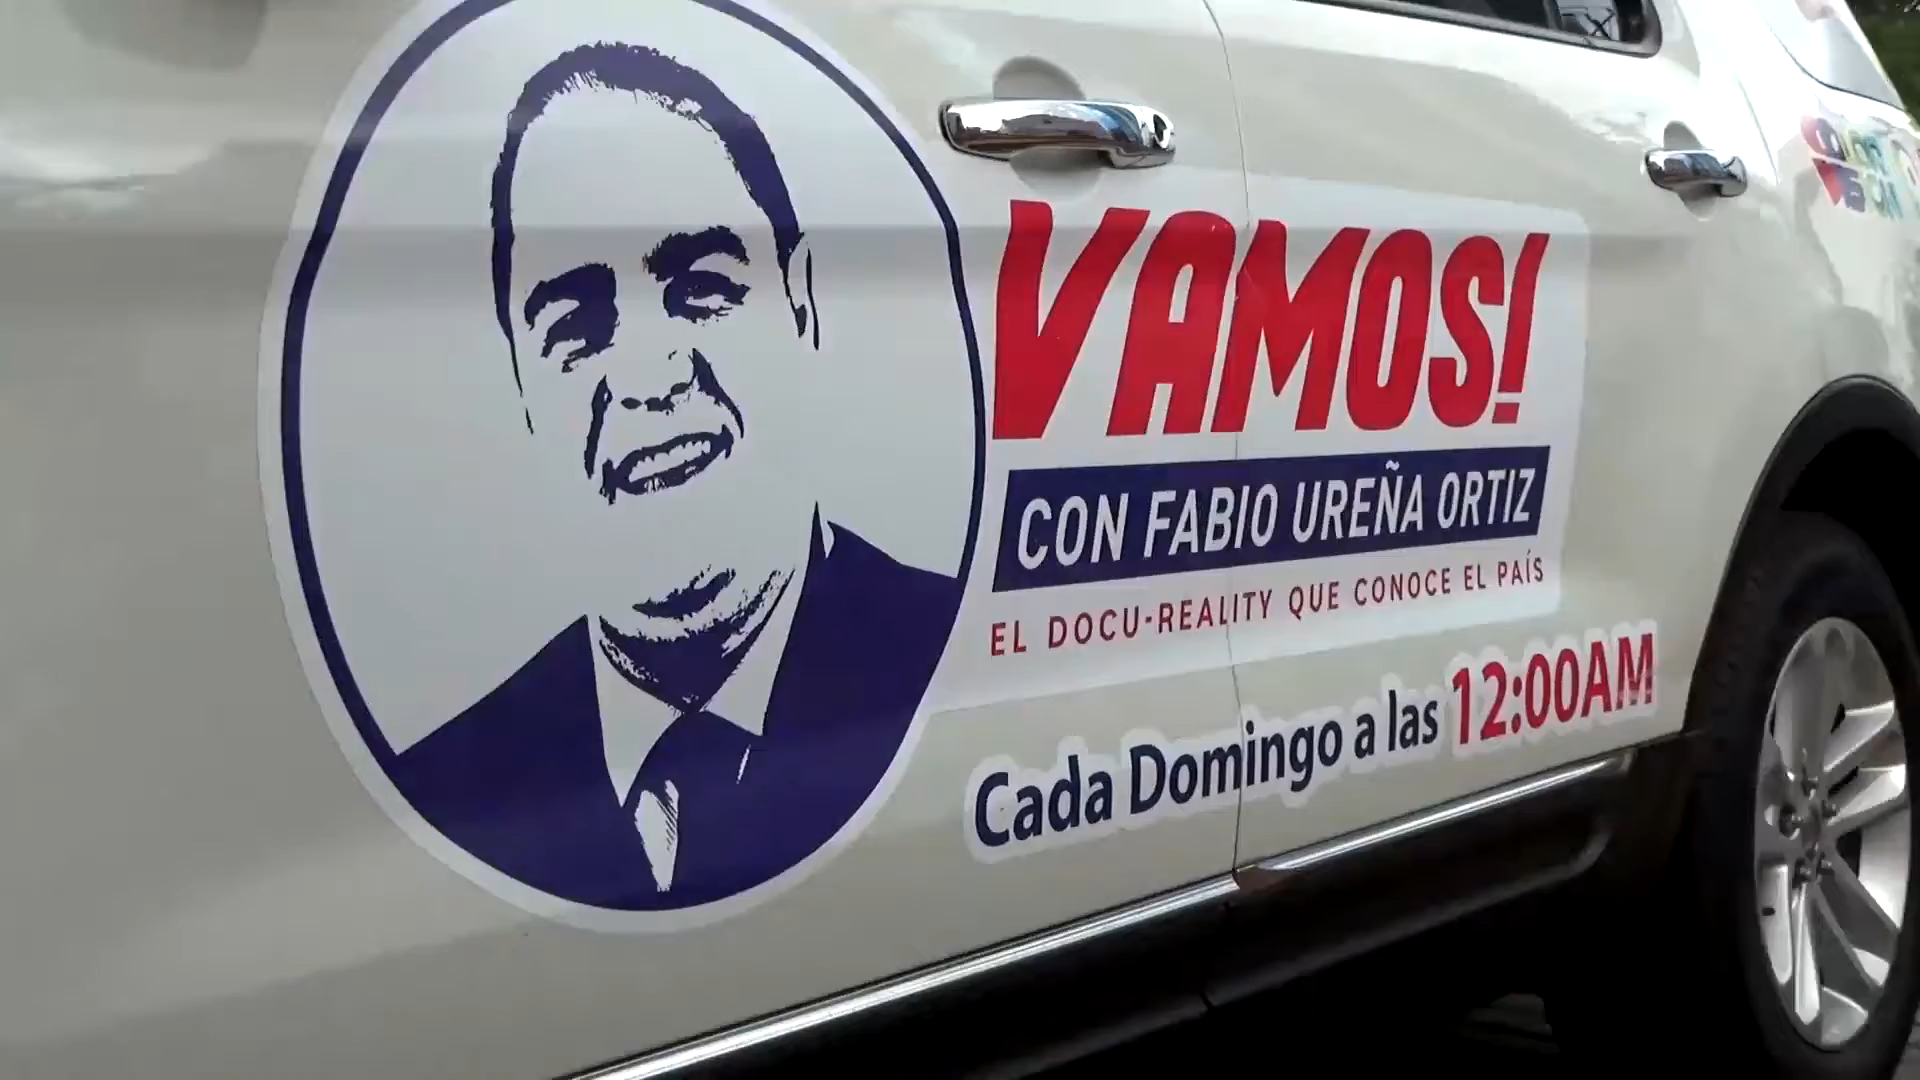 VAMOS!
CON FABIO UREÑA ORTIZ
EL DOCU-REALITY QUE CONOCE EL PAÍS
Cada Domingo a las 12:00AM